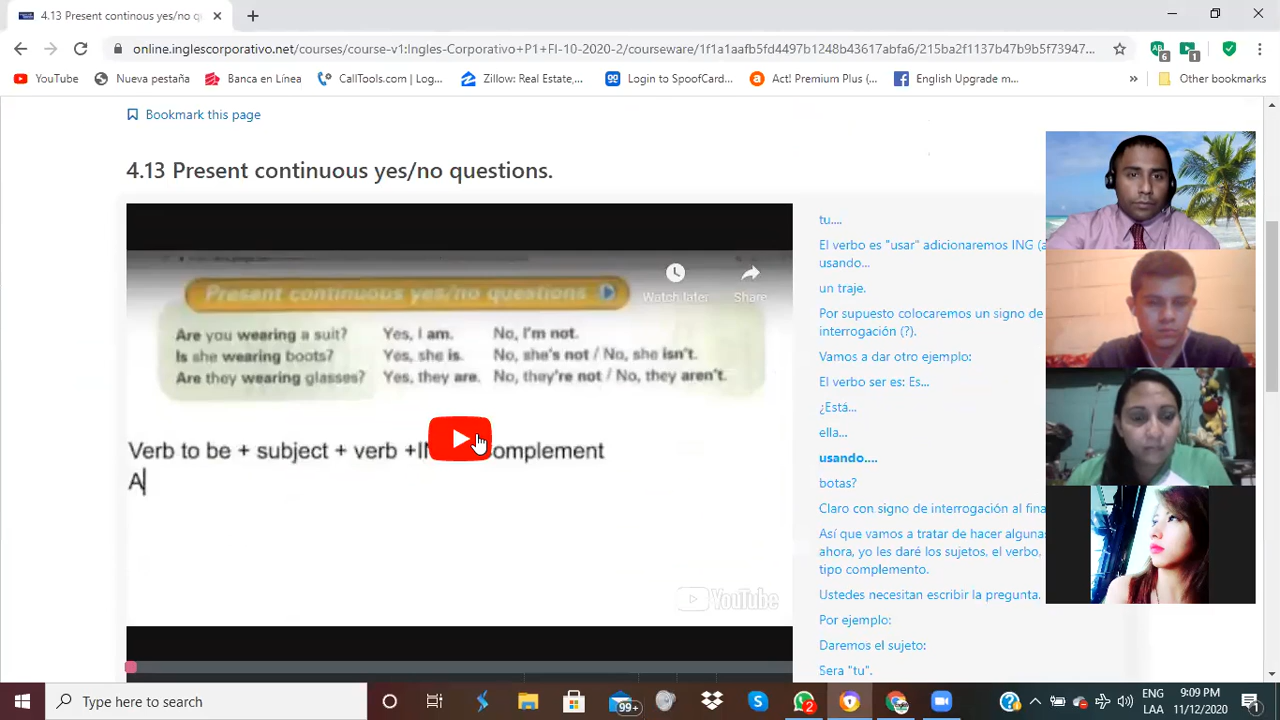 4.13 Present continous yes/no q
online.inglescorporativo.net/courses/course-v1:Ingles-Corporativo+P1+FI-10-2020-2/courseware/1f1a1aafb5fd4497b1248b43617abfa6/215ba2f1137b47b9b5f73947...
6
1
YouTube
Nueva pestaña
Banca en Línea
CallTools.com | Log...
Zillow: Real Estate,...
Login to SpoofCard...
Act! Premium Plus (...
English Upgrade m...
»
Other bookmarks
Bookmark this page
4.13 Present continuous yes/no questions.
Watch later
Share
Present continuous yes/no questions
Are you wearing a suit? Yes, I am. No, I'm not.
Is she wearing boots? Yes, she is. No, she's not / No, she isn't.
Are they wearing glasses? Yes, they are. No, they're not / No, they aren't.
Verb to be + subject + verb +IN omplement
A
YouTube
tu....
El verbo es "usar" adicionaremos ING (a
usando...
un traje.
Por supuesto colocaremos un signo de
interrogación (?).
Vamos a dar otro ejemplo:
El verbo ser es: Es...
¿Está...
ella...
usando....
botas?
Claro con signo de interrogación al fina
Así que vamos a tratar de hacer alguna
ahora, yo les daré los sujetos, el verbo,
tipo complemento.
Ustedes necesitan escribir la pregunta.
Por ejemplo:
Daremos el sujeto:
Sera "tu".
Type here to search
99+
2
ENG
LAA
9:09 PM
11/12/2020